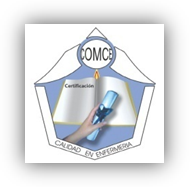 COMCE
Certificación
CALIDAD EN ENFERMERIA